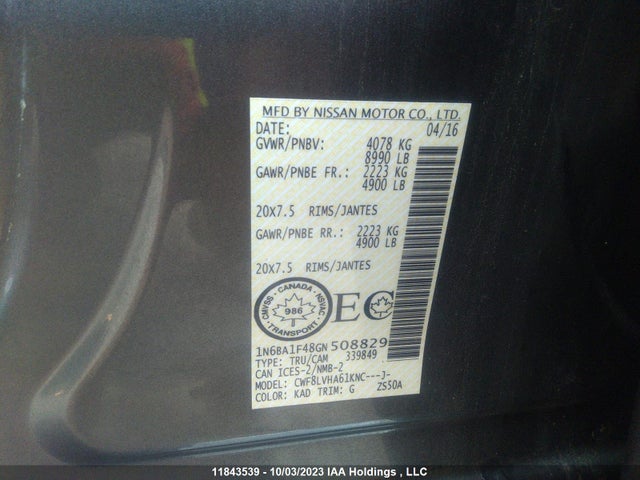 MFD BY NISSAN MOTOR CO., LTD.
DATE: 04/16
GVWR/PNBV: 4078 KG
8990 LB
GAWR/PNBE FR.: 2223 KG
4900 LB
20X7.5 RIMS/JANTES
GAWR/PNBE RR.: 2223 KG
4900 LB
20X7.5 RIMS/JANTES
CANADA
CMVSS NSVAC
986
TRANSPORT
EC
1N6BA1F48GN508829
TYPE: TRU/CAM 339849
CAN ICES-2/NMB-2
MODEL: CWF8LVHA61KNC---J-
COLOR: KAD TRIM: G ZS50A
11843539 - 10/03/2023 IAA Holdings , LLC